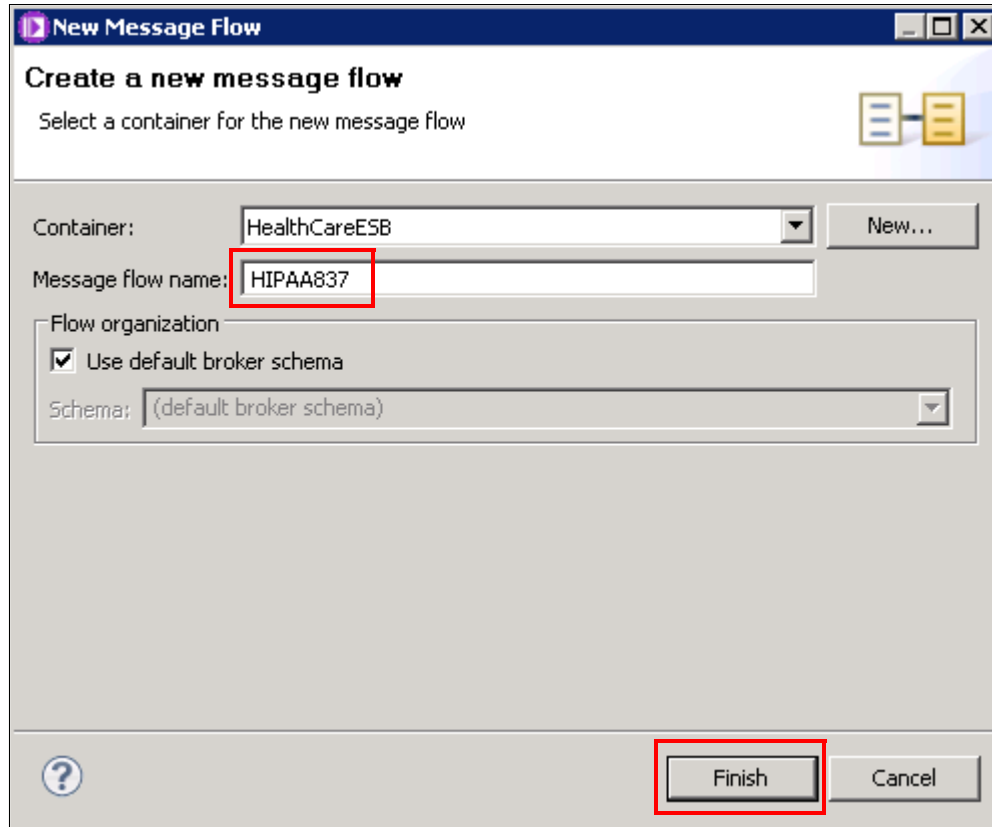 New Message Flow
Create a new message flow
Select a container for the new message flow
Container: HealthCareESB New...
Message flow name: HIPAA837
Flow organization
Use default broker schema
Schema: (default broker schema)
? Finish Cancel